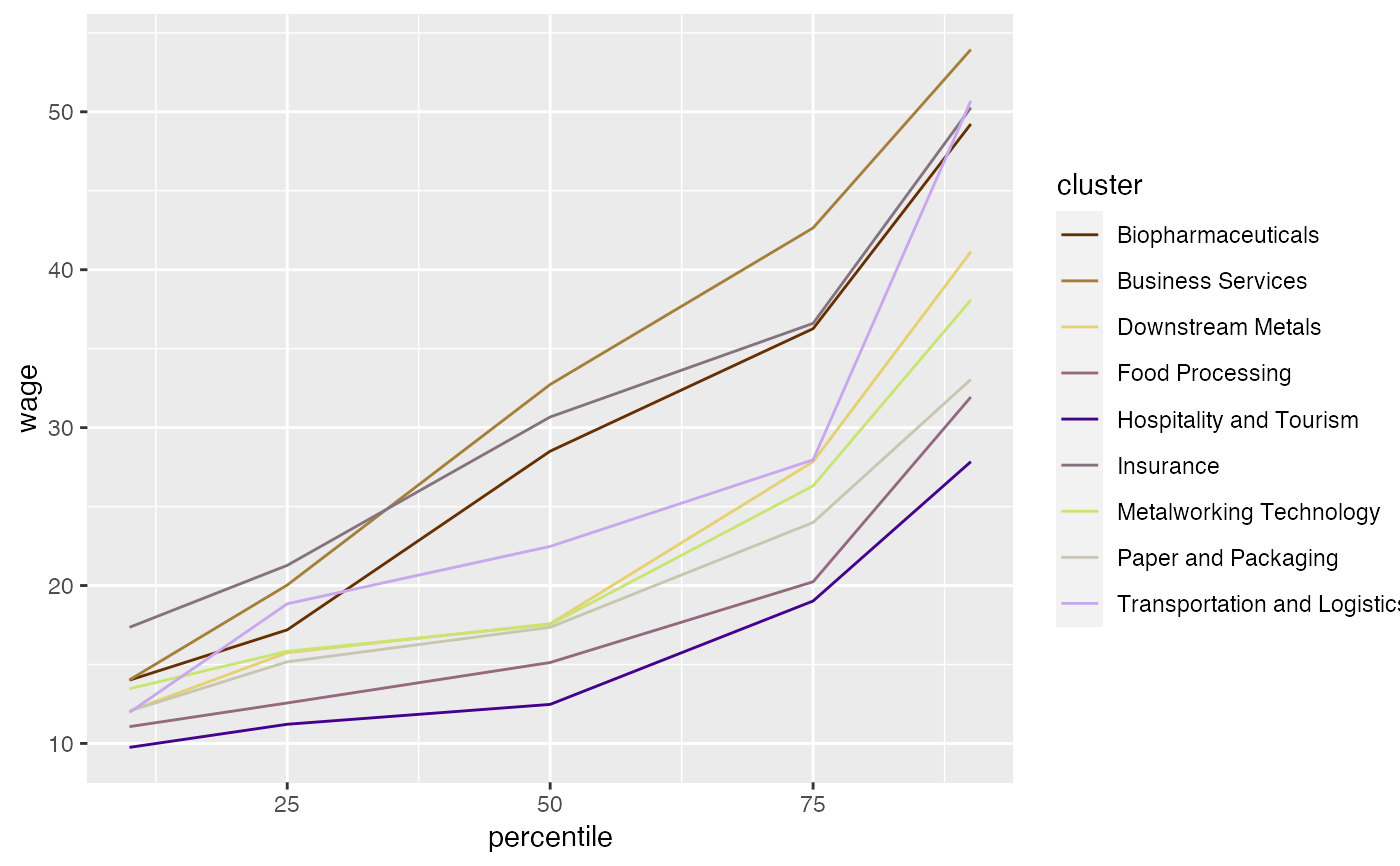 50
40
30
20
10
wage
25 50 75
percentile
cluster
Biopharmaceuticals
Business Services
Downstream Metals
Food Processing
Hospitality and Tourism
Insurance
Metalworking Technology
Paper and Packaging
Transportation and Logistics